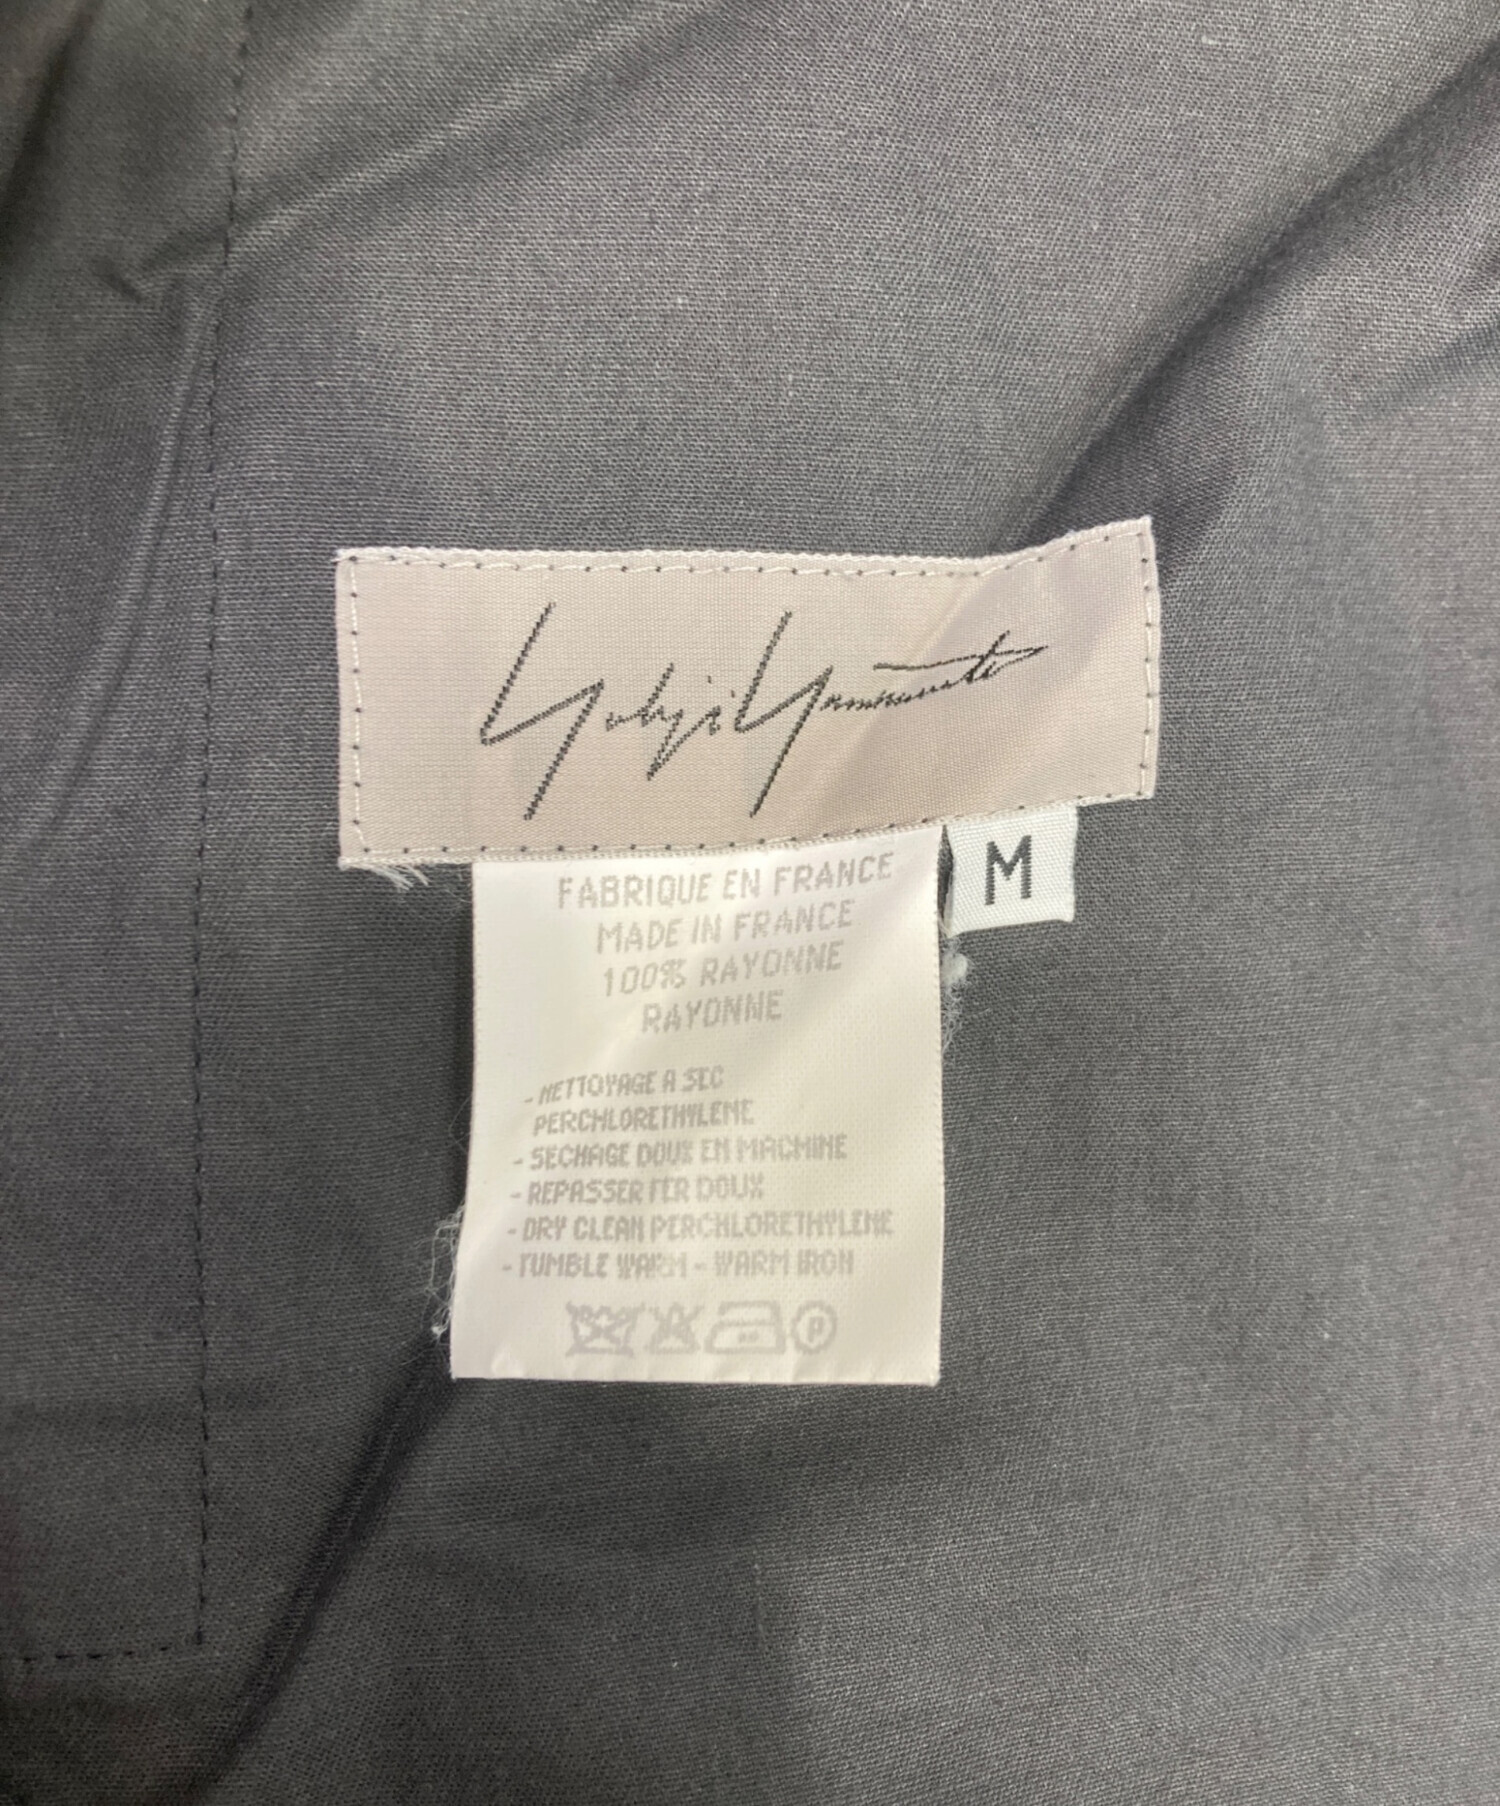 Yohji Yamamoto
M
FABRIQUE EN FRANCE
MADE IN FRANCE
100% RAYONNE
RAYONNE
- NETTOYAGE A SEC
PERCHLORETHYLENE
- SECHAGE DOUX EN MACHINE
- REPASSER FER DOUX
- DRY CLEAN PERCHLORETHYLENE
- TUMBLE WARM - WARM IRON
P